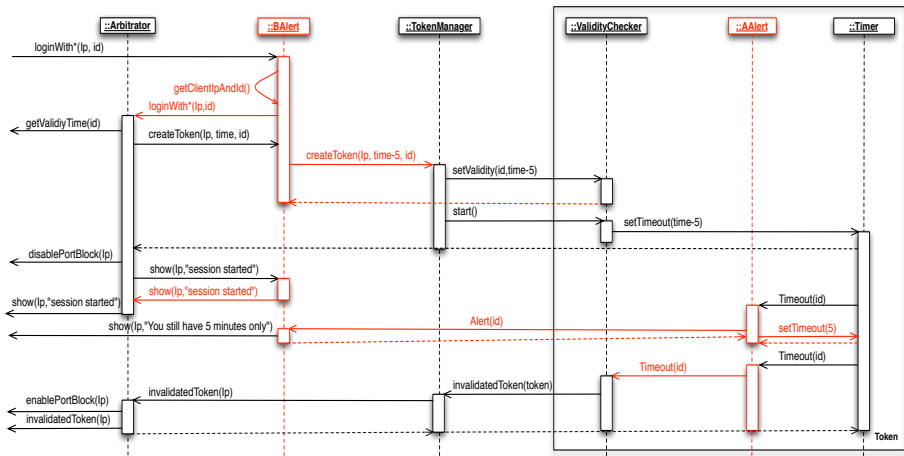 ::Arbitrator
::BAlert
::TokenManager
::ValidityChecker
::AAlert
::Timer
loginWith*(Ip, id)
getClientIpAndId()
loginWith*(Ip,id)
getValidiyTime(id)
createToken(Ip, time, id)
createToken(Ip, time-5, id)
setValidity(id,time-5)
start()
setTimeout(time-5)
disablePortBlock(Ip)
show(Ip,"session started")
show(Ip,"session started")
show(Ip,"session started")
Timeout(id)
Alert(id)
show(Ip,"You still have 5 minutes only")
setTimeout(5)
Timeout(id)
Timeout(id)
invalidatedToken(token)
invalidatedToken(Ip)
enablePortBlock(Ip)
invalidatedToken(Ip)
Token